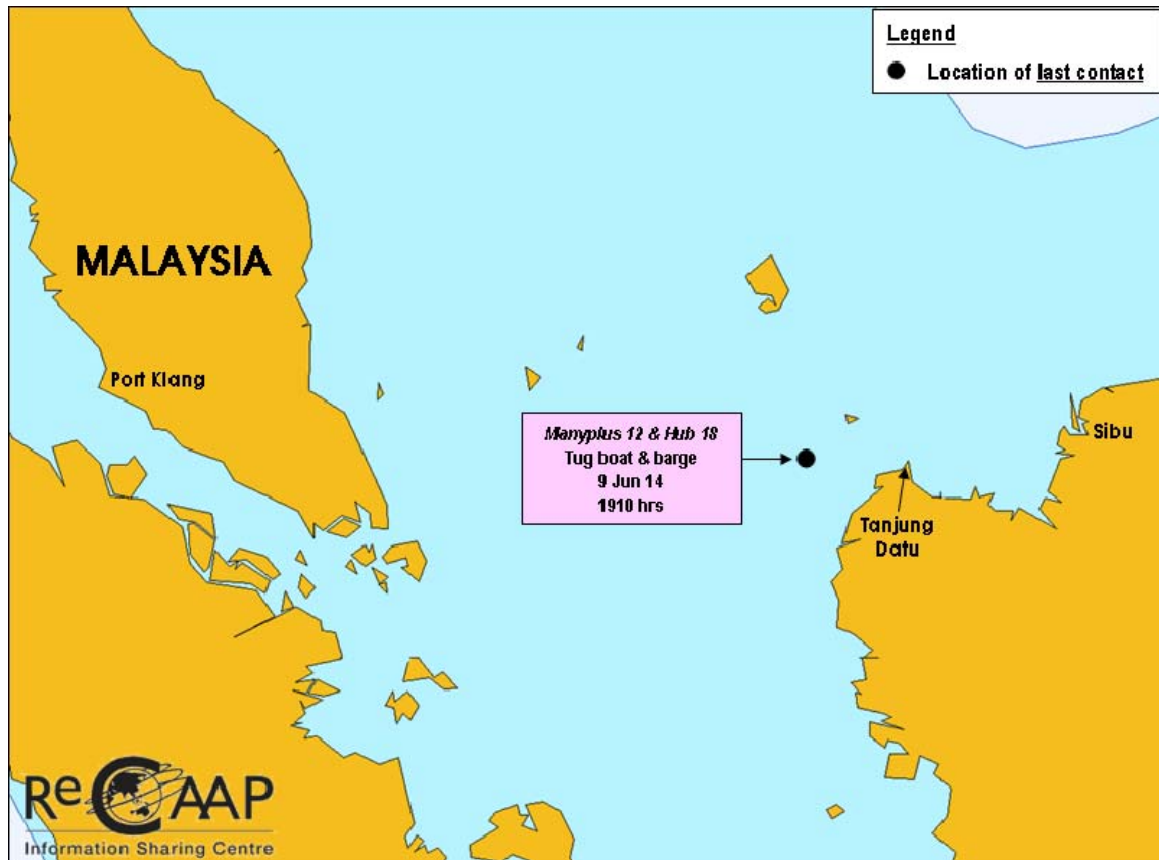 Legend
Location of last contact
MALAYSIA
Port Klang
Manyplus 12 & Hub 18
Tug boat & barge
9 Jun 14
1910 hrs
Sibu
Tanjung
Datu
ReCAAP
Information Sharing Centre